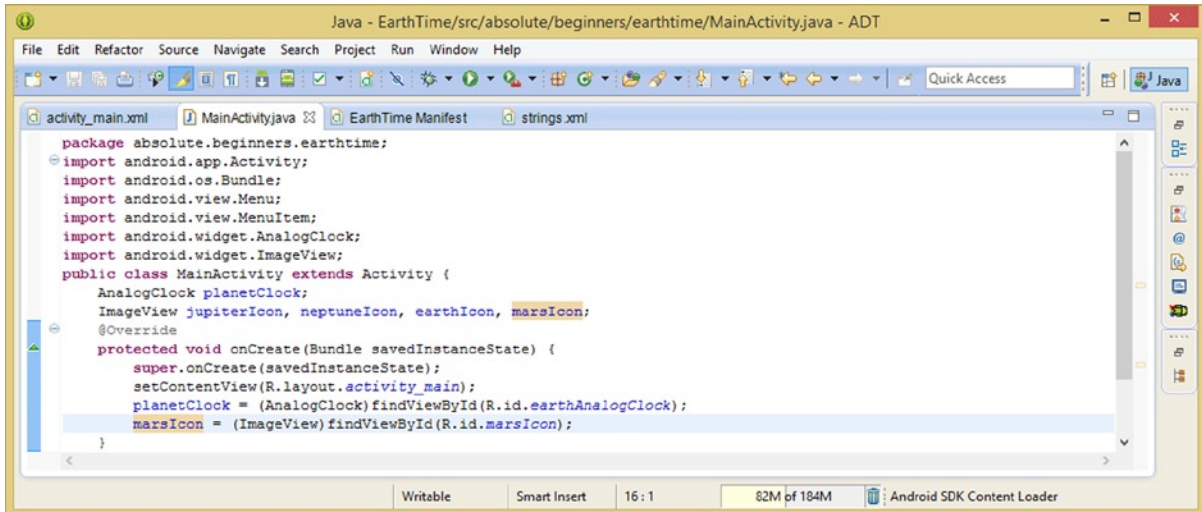 Java - EarthTime/src/absolute/beginners/earthtime/MainActivity.java - ADT
File Edit Refactor Source Navigate Search Project Run Window Help
Quick Access
Java
activity_main.xml MainActivity.java EarthTime Manifest strings.xml
package absolute.beginners.earthtime;
import android.app.Activity;
import android.os.Bundle;
import android.view.Menu;
import android.view.MenuItem;
import android.widget.AnalogClock;
import android.widget.ImageView;
public class MainActivity extends Activity {
    AnalogClock planetClock;
    ImageView jupiterIcon, neptuneIcon, earthIcon, marsIcon;
    @Override
    protected void onCreate(Bundle savedInstanceState) {
        super.onCreate(savedInstanceState);
        setContentView(R.layout.activity_main);
        planetClock = (AnalogClock)findViewById(R.id.earthAnalogClock);
        marsIcon = (ImageView)findViewById(R.id.marsIcon);
    }
Writable Smart Insert 16 : 1 82M of 184M Android SDK Content Loader